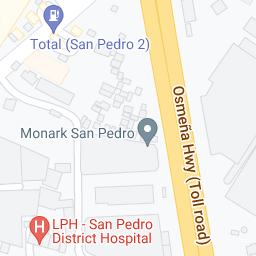 Total (San Pedro 2)
Osmeña Hwy (Toll road)
Monark San Pedro
H
LPH - San Pedro
District Hospital